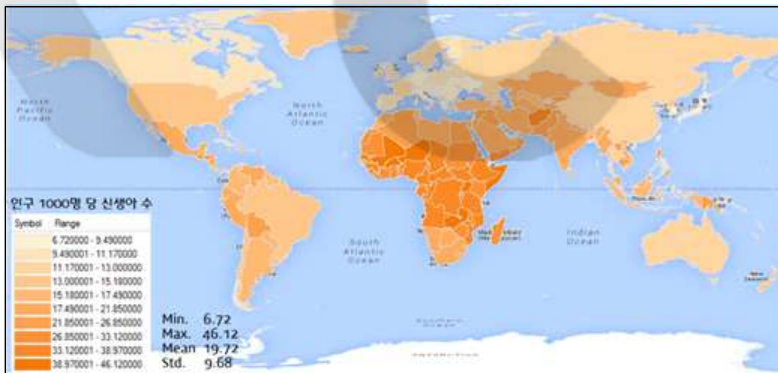 North
Pacific
Ocean
North
Atlantic
Ocean
인구 1000명 당 신생아 수
Symbol Range
6.720000 - 9.490000
9.490001 - 11.170000
11.170001 - 13.000000
13.000001 - 15.180000
15.180001 - 17.490000
17.490001 - 21.850000
21.850001 - 26.850000
26.850001 - 33.120000
33.120001 - 38.970000
38.970001 - 46.120000
South
Atlantic
Ocean
Indian
Ocean
Southern
Ocean
Min. 6.72
Max. 46.12
Mean 19.72
Std. 9.68